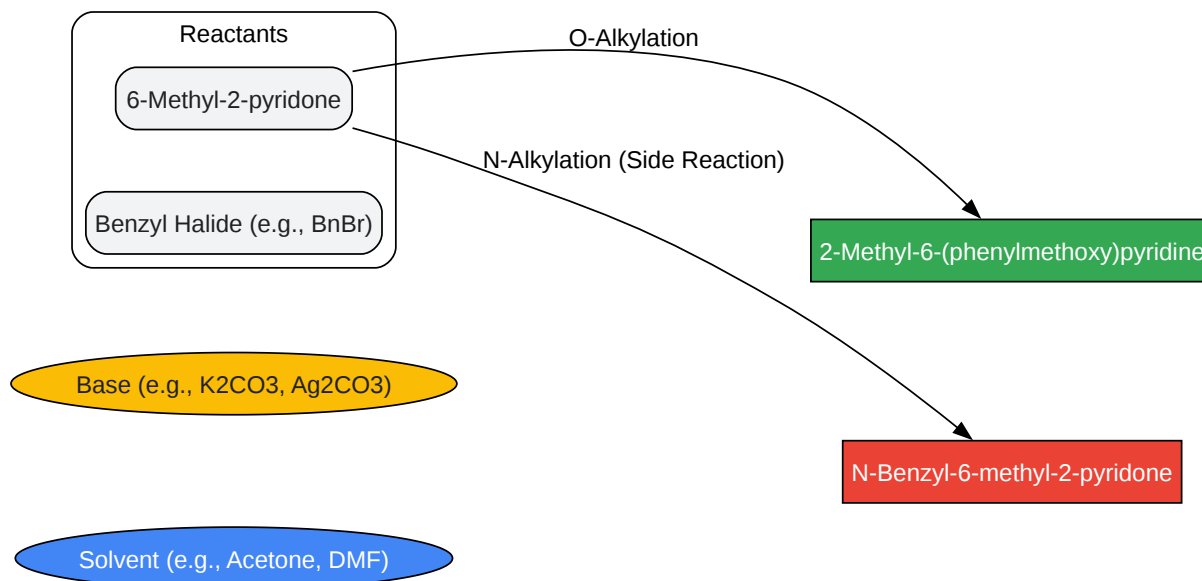 Reactants
O-Alkylation
6-Methyl-2-pyridone
N-Alkylation (Side Reaction)
Benzyl Halide (e.g., BnBr)
2-Methyl-6-(phenylmethoxy)pyridine
Base (e.g., K2CO3, Ag2CO3)
N-Benzyl-6-methyl-2-pyridone
Solvent (e.g., Acetone, DMF)